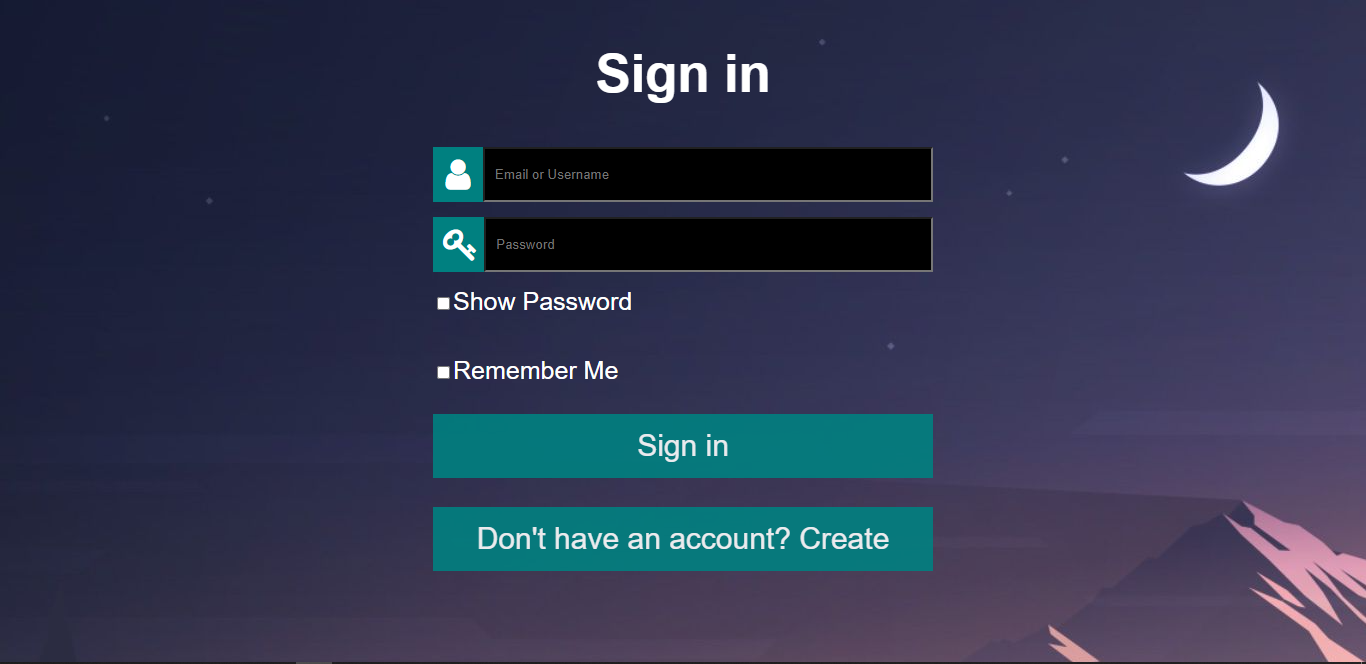 Sign in
Email or Username
Password
Show Password
Remember Me
Sign in
Don't have an account? Create